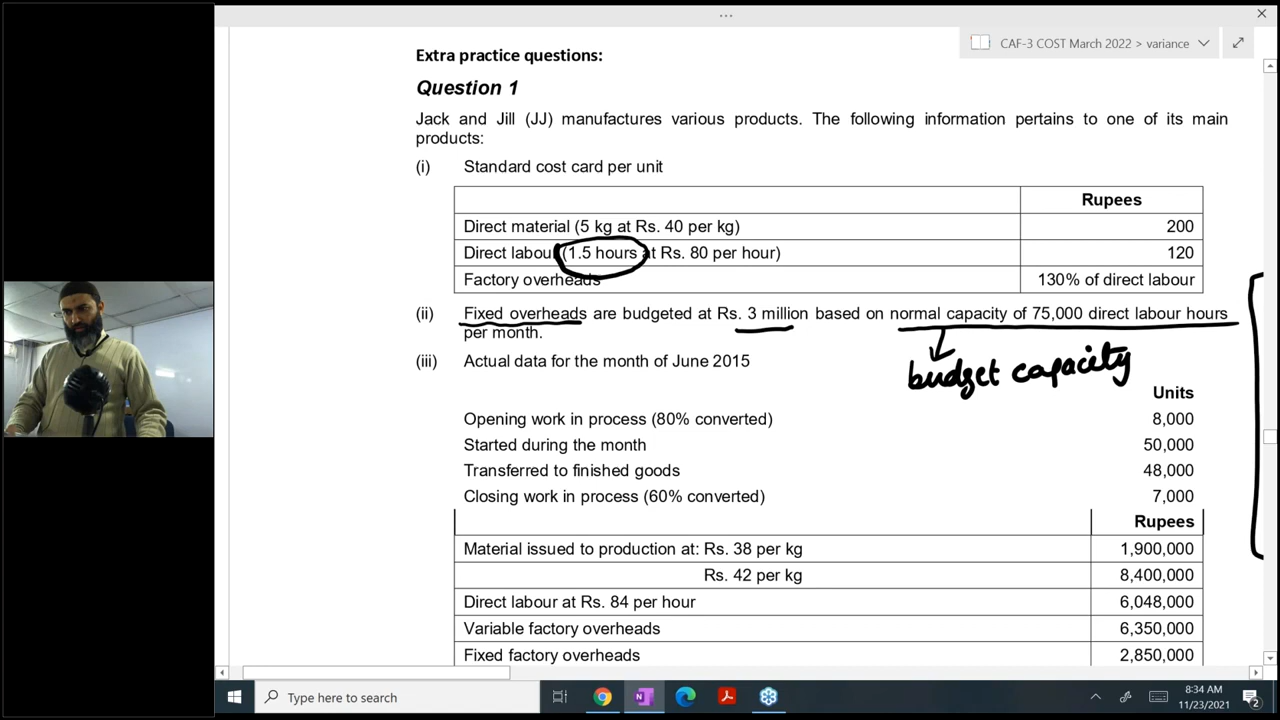 CAF-3 COST March 2022 > variance
Extra practice questions:
Question 1
Jack and Jill (JJ) manufactures various products. The following information pertains to one of its main
products:
(i) Standard cost card per unit
Rupees
Direct material (5 kg at Rs. 40 per kg) 200
Direct labour (1.5 hours at Rs. 80 per hour) 120
Factory overheads 130% of direct labour
(ii) Fixed overheads are budgeted at Rs. 3 million based on normal capacity of 75,000 direct labour hours
per month.
(iii) Actual data for the month of June 2015
budget capacity
Units
Opening work in process (80% converted) 8,000
Started during the month 50,000
Transferred to finished goods 48,000
Closing work in process (60% converted) 7,000
Rupees
Material issued to production at: Rs. 38 per kg 1,900,000
Rs. 42 per kg 8,400,000
Direct labour at Rs. 84 per hour 6,048,000
Variable factory overheads 6,350,000
Fixed factory overheads 2,850,000
Type here to search
8:34 AM
11/23/2021
2